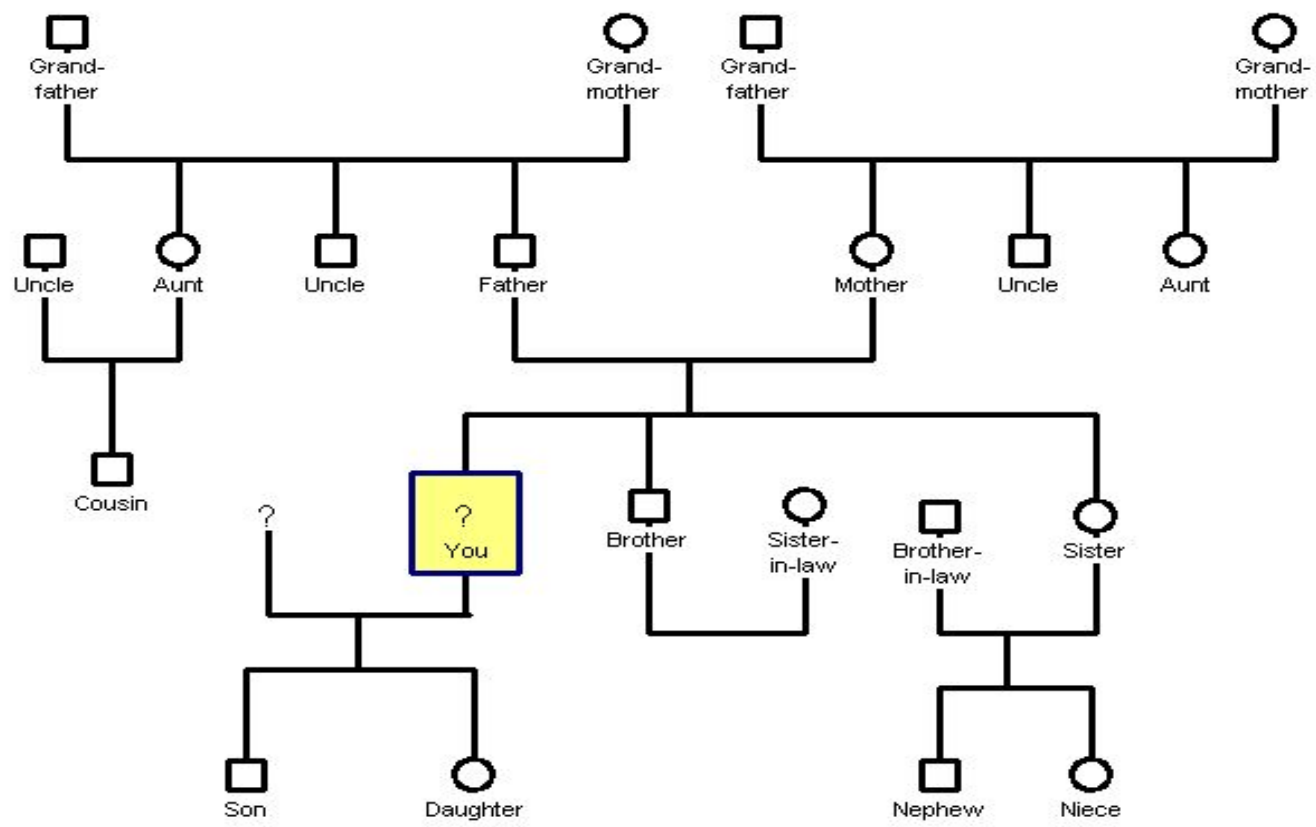 Grand-
father
Grand-
mother
Grand-
father
Grand-
mother
Uncle
Aunt
Uncle
Father
Mother
Uncle
Aunt
Cousin
?
?
You
Brother
Sister-
in-law
Brother-
in-law
Sister
Son
Daughter
Nephew
Niece